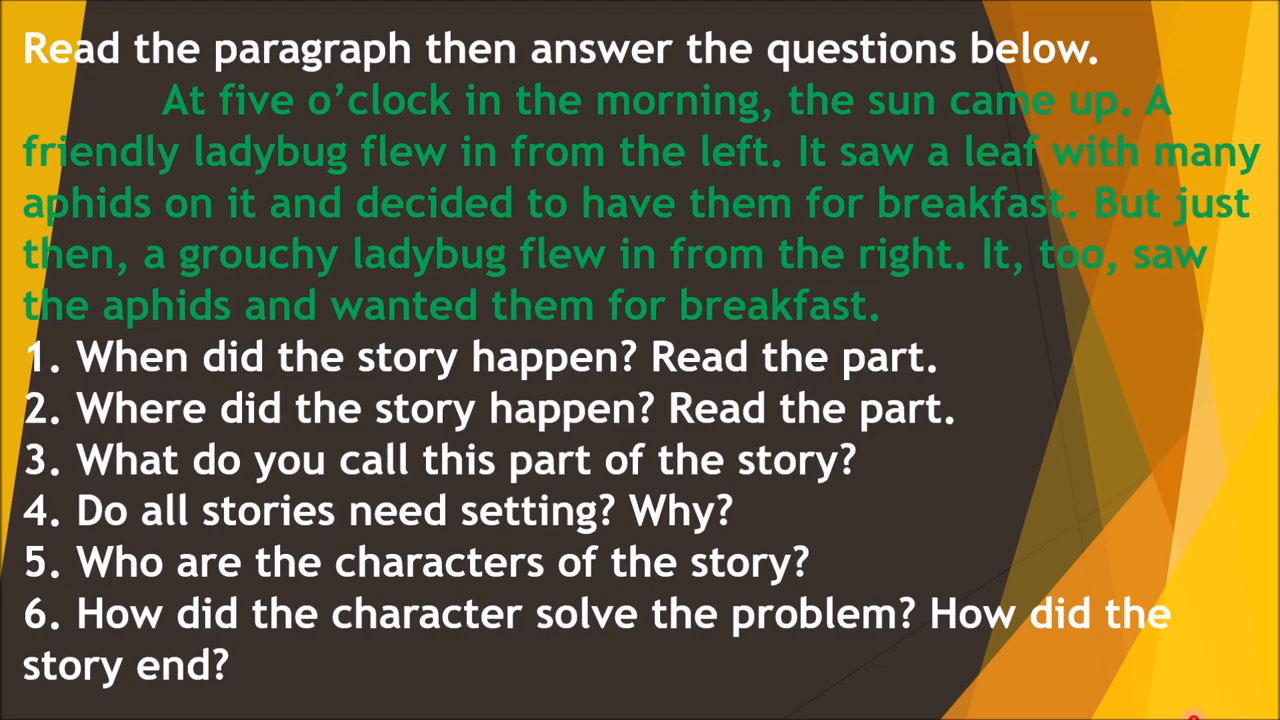 Read the paragraph then answer the questions below.
At five o’clock in the morning, the sun came up. A
friendly ladybug flew in from the left. It saw a leaf with many
aphids on it and decided to have them for breakfast. But just
then, a grouchy ladybug flew in from the right. It, too, saw
the aphids and wanted them for breakfast.
1. When did the story happen? Read the part.
2. Where did the story happen? Read the part.
3. What do you call this part of the story?
4. Do all stories need setting? Why?
5. Who are the characters of the story?
6. How did the character solve the problem? How did the
story end?